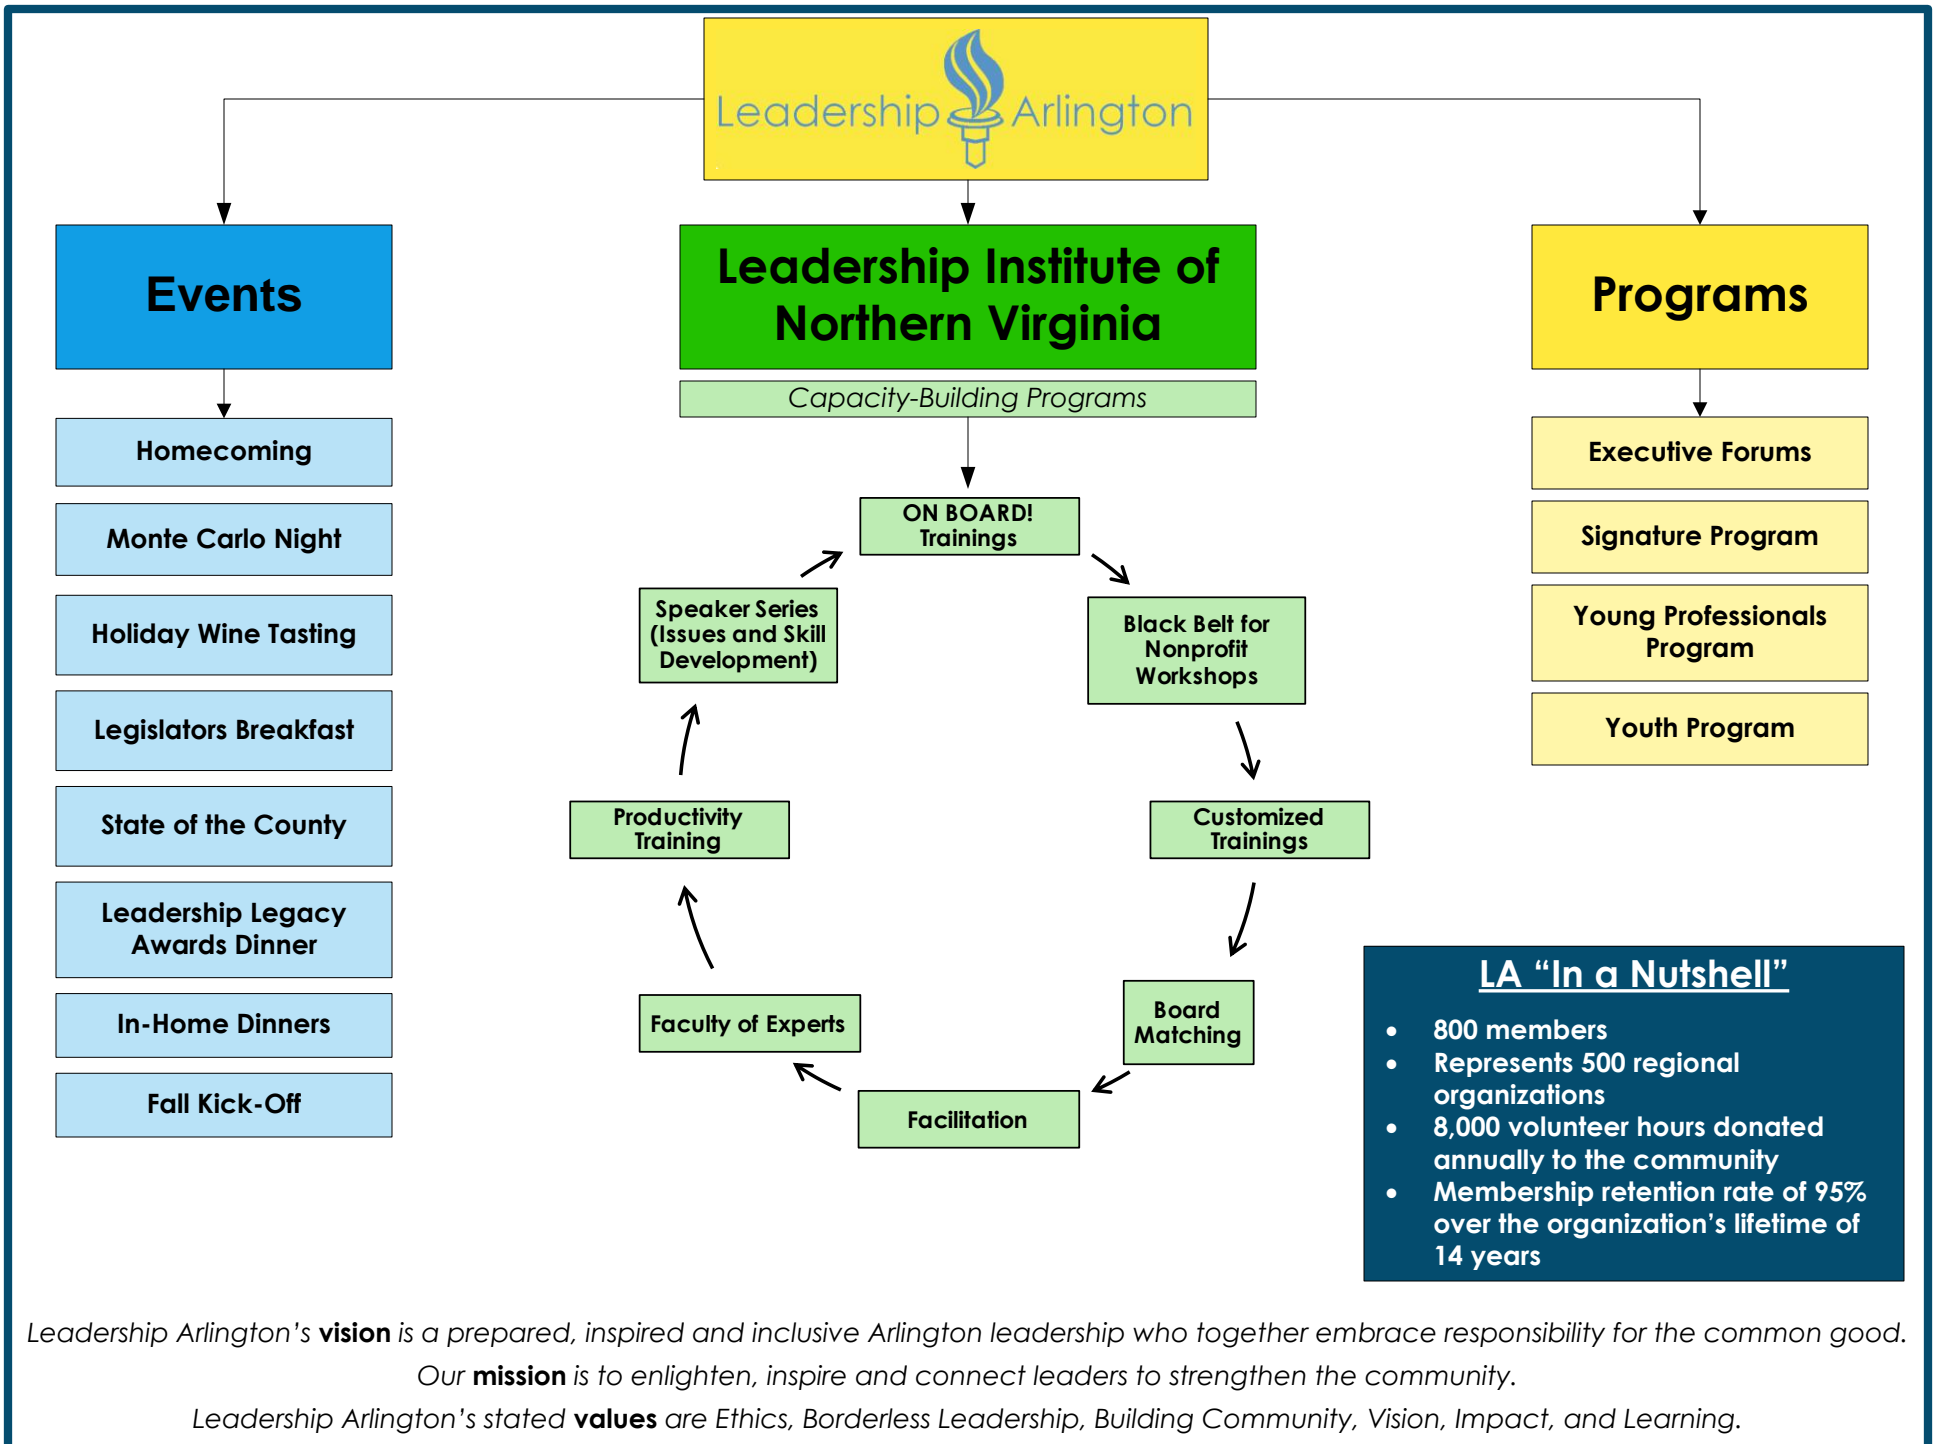 Leadership Arlington
Events
Leadership Institute of
Northern Virginia
Programs
Capacity-Building Programs
Homecoming
Monte Carlo Night
Holiday Wine Tasting
Legislators Breakfast
State of the County
Leadership Legacy
Awards Dinner
In-Home Dinners
Fall Kick-Off
ON BOARD!
Trainings
Black Belt for
Nonprofit
Workshops
Customized
Trainings
Board
Matching
Facilitation
Faculty of Experts
Productivity
Training
Speaker Series
(Issues and Skill
Development)
Executive Forums
Signature Program
Young Professionals
Program
Youth Program
LA “In a Nutshell”
• 800 members
• Represents 500 regional
organizations
• 8,000 volunteer hours donated
annually to the community
• Membership retention rate of 95%
over the organization’s lifetime of
14 years
Leadership Arlington’s vision is a prepared, inspired and inclusive Arlington leadership who together embrace responsibility for the common good.
Our mission is to enlighten, inspire and connect leaders to strengthen the community.
Leadership Arlington’s stated values are Ethics, Borderless Leadership, Building Community, Vision, Impact, and Learning.